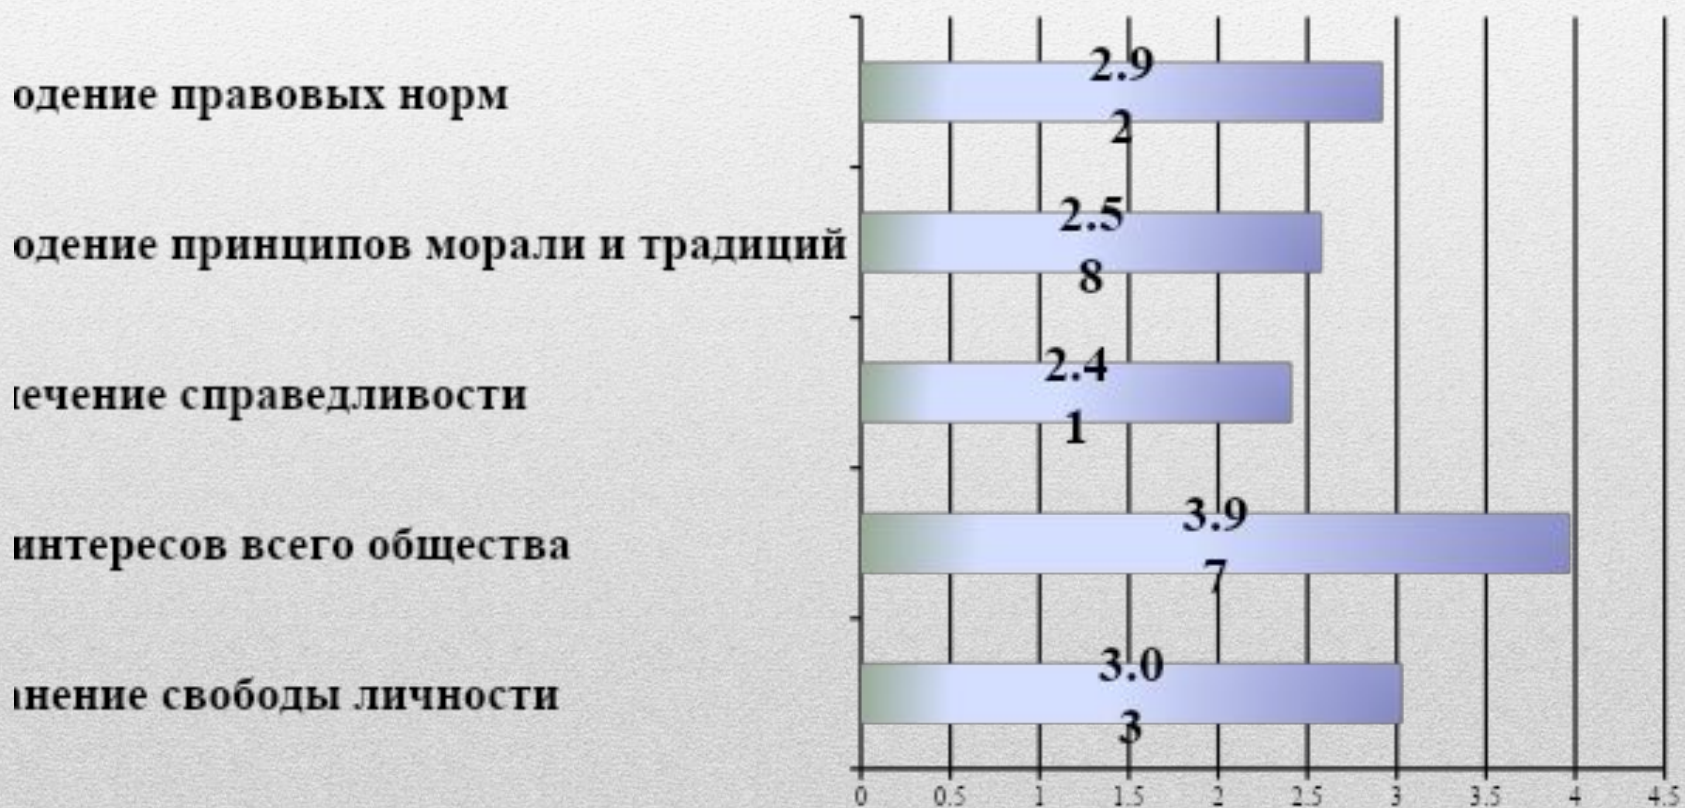 одение правовых норм
2.9
2
одение принципов морали и традиций
2.5
8
ечение справедливости
2.4
1
интересов всего общества
3.9
7
нение свободы личности
3.0
3
0 0.5 1 1.5 2 2.5 3 3.5 4 4.5